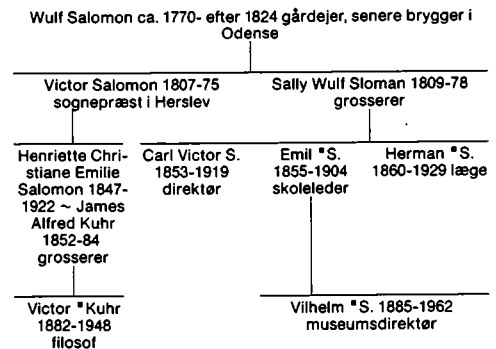 Wulf Salomon ca. 1770- efter 1824 gårdejer, senere brygger i
Odense
Victor Salomon 1807-75
sognepræst i Herslev
Sally Wulf Sloman 1809-78
grosserer
Henriette Chri-
stiane Emilie
Salomon 1847-
1922 ~ James
Alfred Kuhr
1852-84
grosserer
Carl Victor S.
1853-1919
direktør
Emil *S.
1855-1904
skoleleder
Herman *S.
1860-1929 læge
Victor *Kuhr
1882-1948
filosof
Vilhelm *S. 1885-1962
museumsdirektør